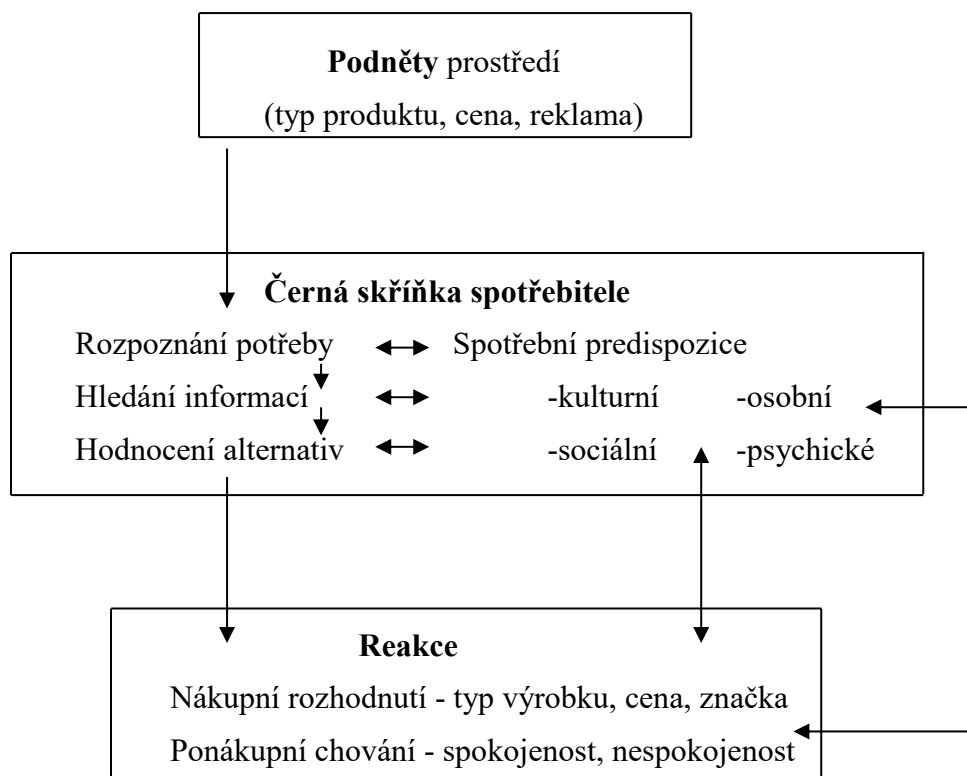 Podněty prostředí
(typ produktu, cena, reklama)
Černá skříňka spotřebitele
Rozpoznání potřeby Spotřební predispozice
Hledání informací -kulturní -osobní
Hodnocení alternativ -sociální -psychické
Reakce
Nákupní rozhodnutí - typ výrobku, cena, značka
Ponákupní chování - spokojenost, nespokojenost